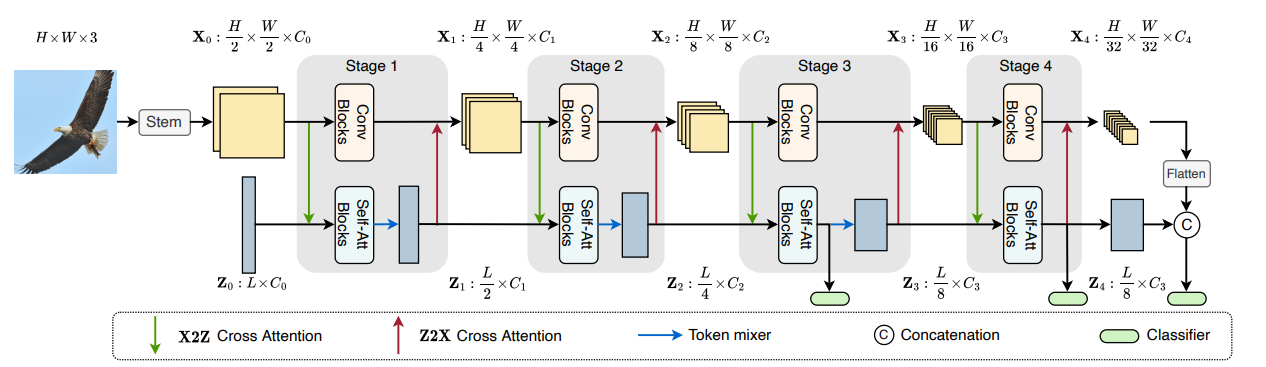 H×W×3
X₀ : H/2 × W/2 × C₀
X₁ : H/4 × W/4 × C₁
X₂ : H/8 × W/8 × C₂
X₃ : H/16 × W/16 × C₃
X₄ : H/32 × W/32 × C₄
Stage 1
Stage 2
Stage 3
Stage 4
Stem
Conv
Blocks
Conv
Blocks
Conv
Blocks
Conv
Blocks
Flatten
Self-Att
Blocks
Self-Att
Blocks
Self-Att
Blocks
Self-Att
Blocks
C
Z₀ : L×C₀
Z₁ : L/2 ×C₁
Z₂ : L/4 ×C₂
Z₃ : L/8 ×C₃
Z₄ : L/8 ×C₃
X2Z Cross Attention
Z2X Cross Attention
Token mixer
C Concatenation
Classifier